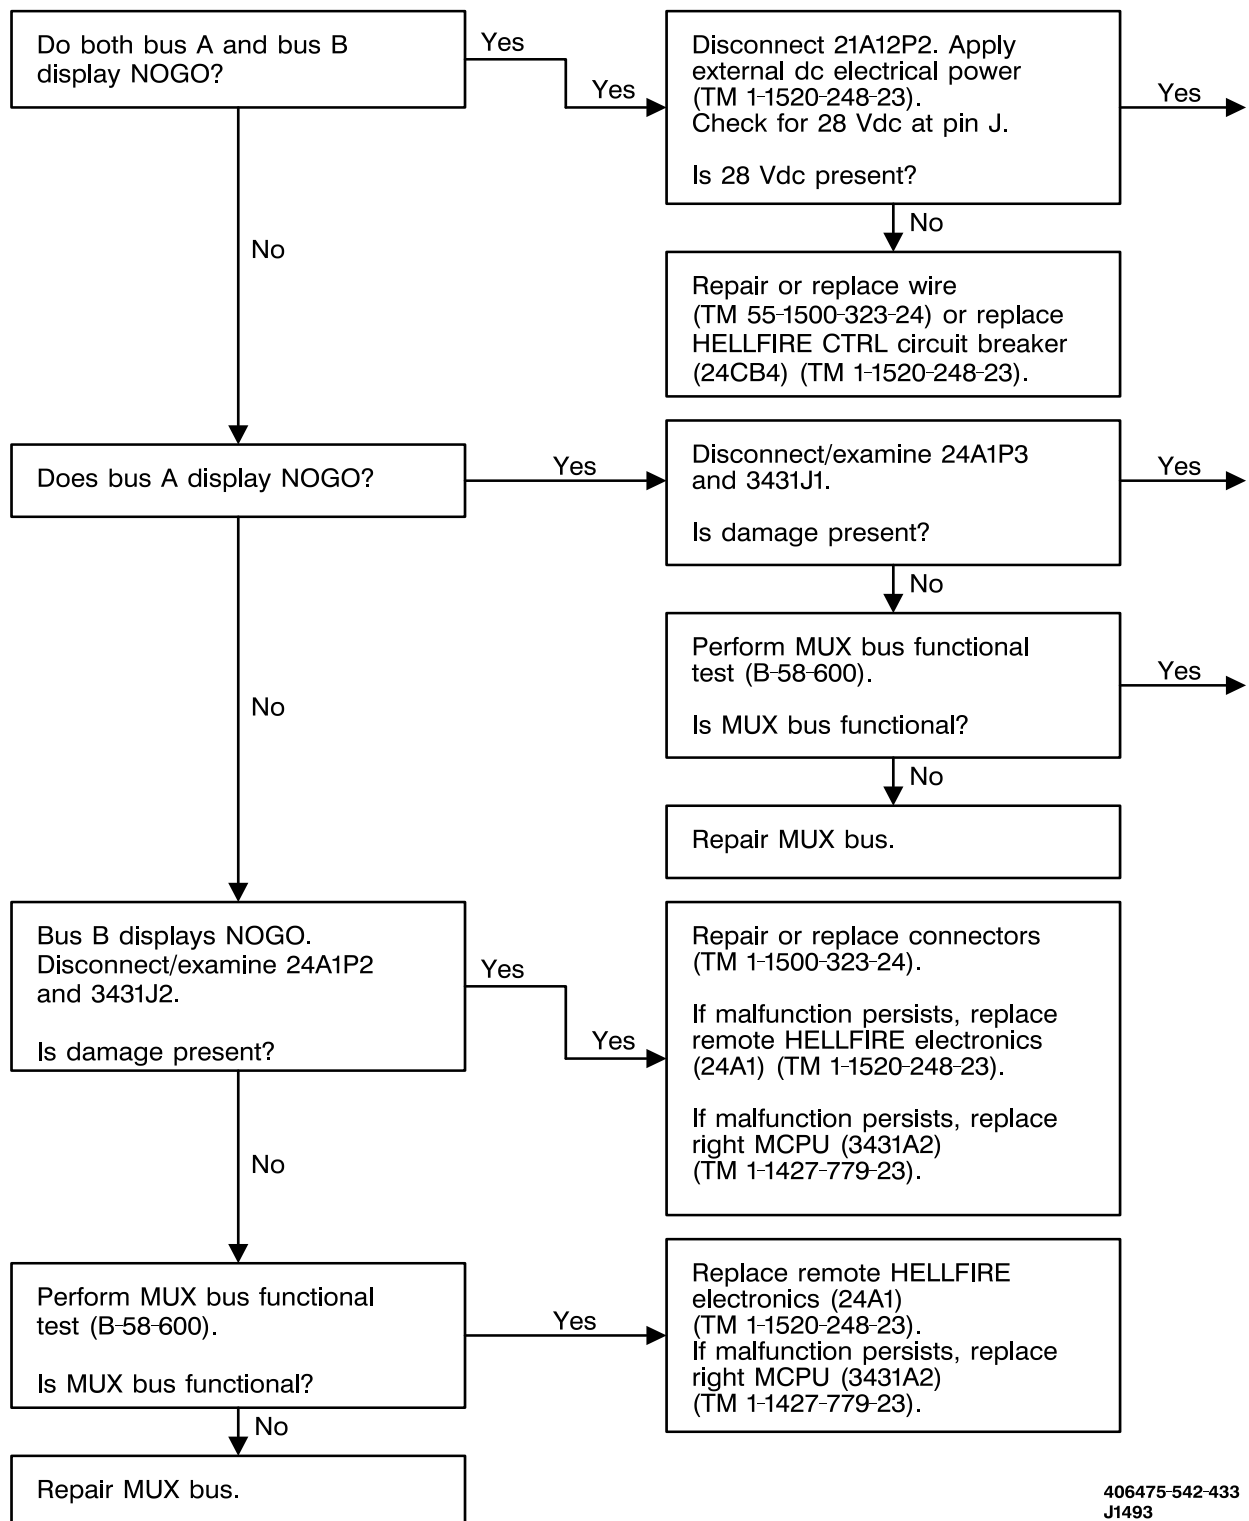 Do both bus A and bus B
display NOGO?
Yes
Yes
Disconnect 21A12P2. Apply
external dc electrical power
(TM 1-1520-248-23).
Check for 28 Vdc at pin J.
Is 28 Vdc present?
Yes
No
No
Repair or replace wire
(TM 55-1500-323-24) or replace
HELLFIRE CTRL circuit breaker
(24CB4) (TM 1-1520-248-23).
Does bus A display NOGO?
Yes
Disconnect/examine 24A1P3
and 3431J1.
Is damage present?
Yes
No
No
Perform MUX bus functional
test (B-58-600).
Is MUX bus functional?
Yes
No
Repair MUX bus.
Bus B displays NOGO.
Disconnect/examine 24A1P2
and 3431J2.
Is damage present?
Yes
Yes
Repair or replace connectors
(TM 1-1500-323-24).
If malfunction persists, replace
remote HELLFIRE electronics
(24A1) (TM 1-1520-248-23).
If malfunction persists, replace
right MCPU (3431A2)
(TM 1-1427-779-23).
No
Perform MUX bus functional
test (B-58-600).
Is MUX bus functional?
Yes
Replace remote HELLFIRE
electronics (24A1)
(TM 1-1520-248-23).
If malfunction persists, replace
right MCPU (3431A2)
(TM 1-1427-779-23).
No
Repair MUX bus.
406475-542-433
J1493